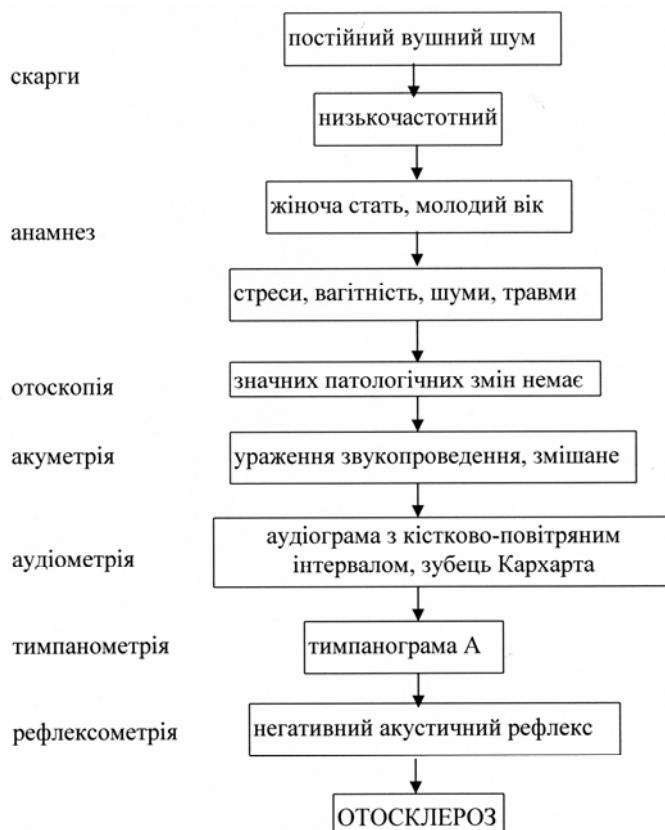 постійний вушний шум
скарги
низькочастотний
жіноча стать, молодий вік
анамнез
стреси, вагітність, шуми, травми
отоскопія
значних патологічних змін немає
акуметрія
ураження звукопроведення, змішане
аудіометрія
аудіограма з кістково-повітряним
інтервалом, зубець Кархарта
тимпанометрія
тимпанограма А
рефлексометрія
негативний акустичний рефлекс
ОТОСКЛЕРОЗ